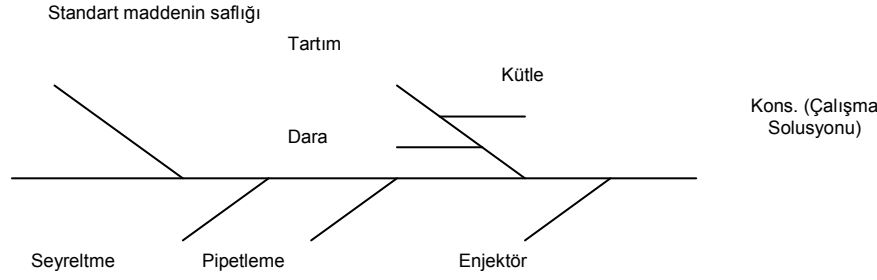 Standart maddenin saflığı
Tartım
Kütle
Kons. (Çalışma
Solusyonu)
Dara
Seyreltme
Pipetleme
Enjektör